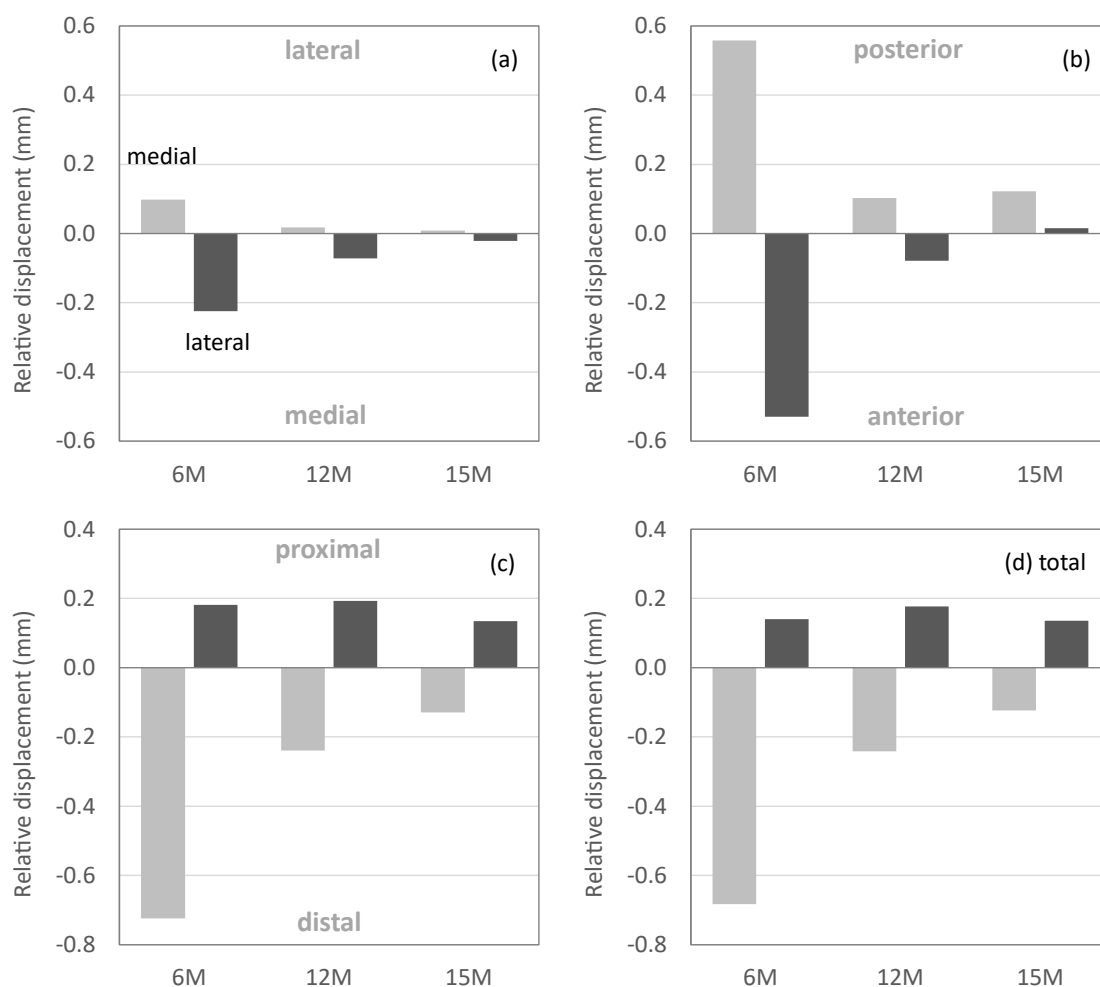 Relative displacement (mm)
0.6
0.4
0.2
0.0
-0.2
-0.4
-0.6
lateral
(a)
medial
lateral
medial
6M 12M 15M
Relative displacement (mm)
0.6
0.4
0.2
0.0
-0.2
-0.4
-0.6
posterior
(b)
anterior
6M 12M 15M
Relative displacement (mm)
0.4
0.2
0.0
-0.2
-0.4
-0.6
-0.8
proximal
(c)
distal
6M 12M 15M
Relative displacement (mm)
0.4
0.2
0.0
-0.2
-0.4
-0.6
-0.8
(d) total
6M 12M 15M